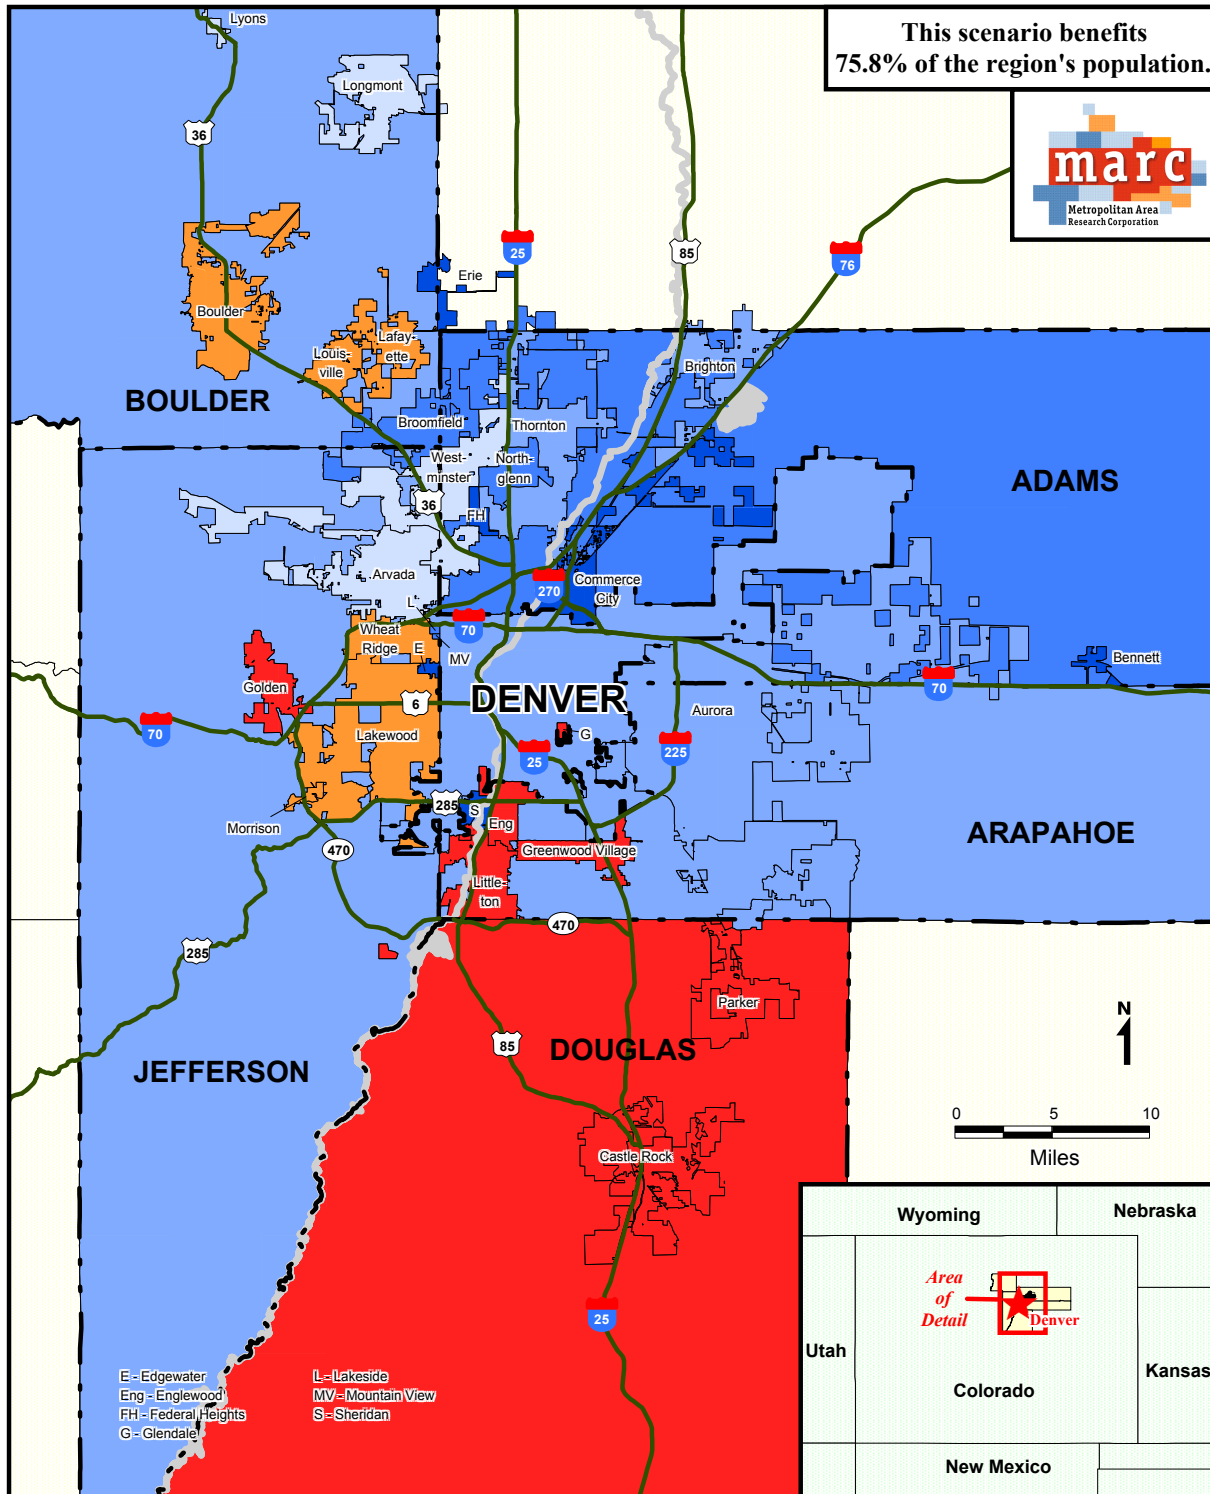 Lyons
This scenario benefits
75.8% of the region's population.
Longmont
36
marc
Metropolitan Area
Research Corporation
25
85
76
Erie
Boulder
Lafay-
ette
Louis-
ville
Brighton
BOULDER
Broomfield
Thornton
West-
minster
North-
glenn
ADAMS
36
FH
Arvada
270
Commerce
City
L
Wheat
Ridge
E
70
MV
Bennett
Golden
70
6
DENVER
Aurora
70
Lakewood
G
25
225
285
S
Eng
Morrison
ARAPAHOE
470
Greenwood Village
Little-
ton
470
285
Parker
N
85
DOUGLAS
JEFFERSON
0 5 10
Miles
Castle Rock
Wyoming
Nebraska
Area
of
Detail
Denver
25
Utah
Kansas
Colorado
New Mexico
E - Edgewater
Eng - Englewood
FH - Federal Heights
G - Glendale
L - Lakeside
MV - Mountain View
S - Sheridan